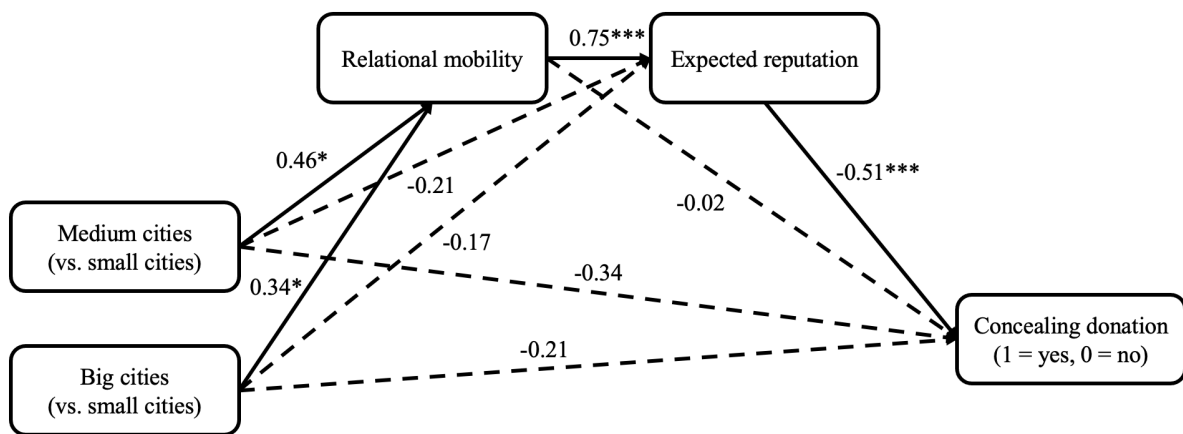 0.75***
Relational mobility
Expected reputation
0.46*
-0.21
-0.51***
-0.02
Medium cities
(vs. small cities)
-0.17
0.34*
-0.34
Concealing donation
(1 = yes, 0 = no)
-0.21
Big cities
(vs. small cities)